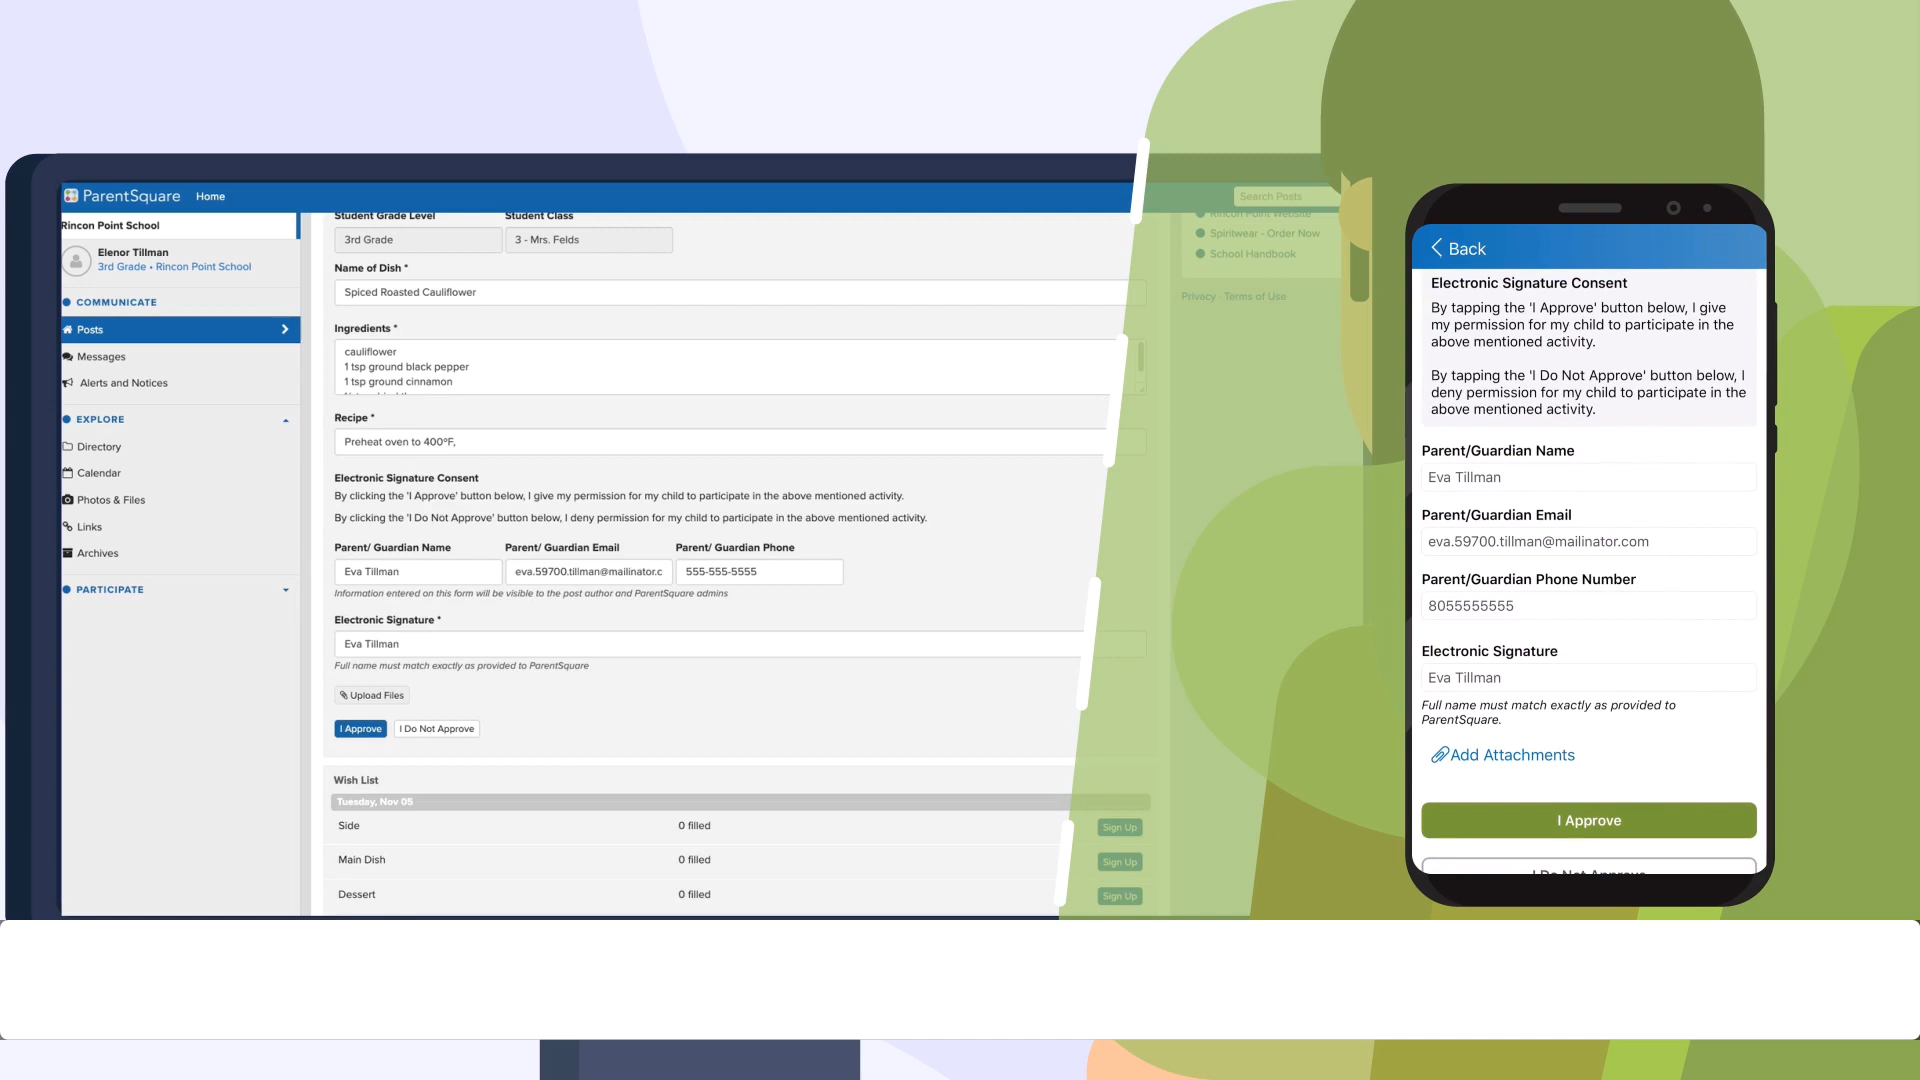 ParentSquare Home
Search Posts
Rincon Point School
Elenor Tillman
3rd Grade • Rincon Point School
COMMUNICATE
Posts
Messages
Alerts and Notices
EXPLORE
Directory
Calendar
Photos & Files
Links
Archives
PARTICIPATE
Student Grade Level Student Class
3rd Grade 3 - Mrs. Felds
Name of Dish *
Spiced Roasted Cauliflower
Ingredients *
cauliflower
1 tsp ground black pepper
1 tsp ground cinnamon
Recipe *
Preheat oven to 400ºF,
Electronic Signature Consent
By clicking the 'I Approve' button below, I give my permission for my child to participate in the above mentioned activity.
By clicking the 'I Do Not Approve' button below, I deny permission for my child to participate in the above mentioned activity.
Parent/ Guardian Name Parent/ Guardian Email Parent/ Guardian Phone
Eva Tillman eva.59700.tillman@mailinator.c 555-555-5555
Information entered on this form will be visible to the post author and ParentSquare admins
Electronic Signature *
Eva Tillman
Full name must match exactly as provided to ParentSquare
Upload Files
I Approve I Do Not Approve
Wish List
Tuesday, Nov 05
Side 0 filled Sign Up
Main Dish 0 filled Sign Up
Dessert 0 filled Sign Up
Rincon Point Website
Spiritwear - Order Now
School Handbook
Privacy · Terms of Use
Back
Electronic Signature Consent
By tapping the 'I Approve' button below, I give
my permission for my child to participate in the
above mentioned activity.
By tapping the 'I Do Not Approve' button below, I
deny permission for my child to participate in the
above mentioned activity.
Parent/Guardian Name
Eva Tillman
Parent/Guardian Email
eva.59700.tillman@mailinator.com
Parent/Guardian Phone Number
8055555555
Electronic Signature
Eva Tillman
Full name must match exactly as provided to
ParentSquare.
Add Attachments
I Approve
I Do Not Approve